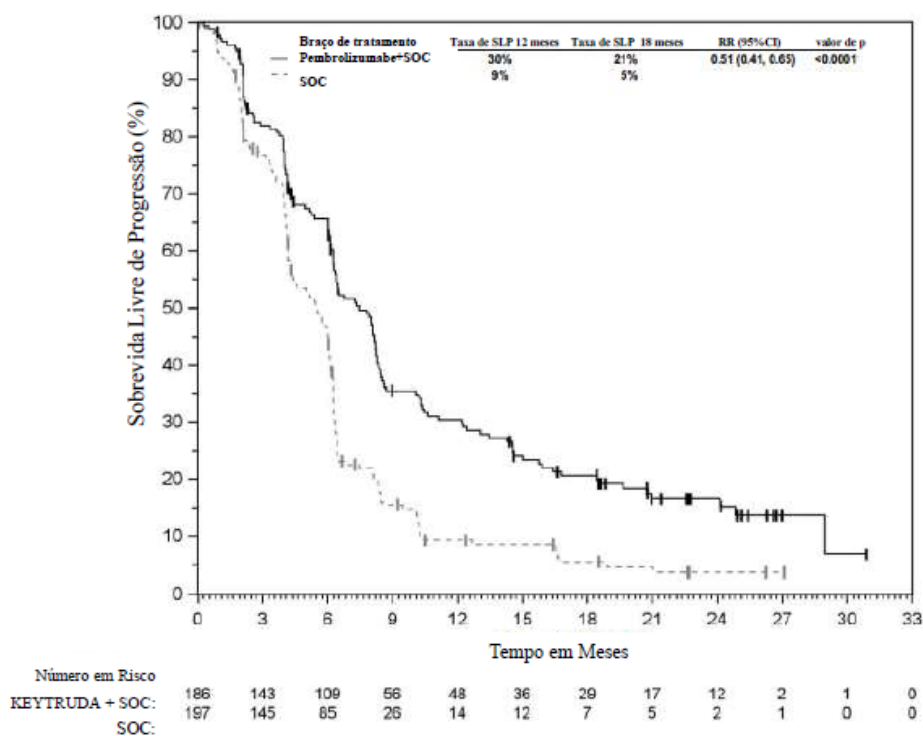 Braço de tratamento Taxa de SLP 12 meses Taxa de SLP 18 meses RR (95%CI) valor de p
Pembrolizumabe+SOC 30% 21% 0.51 (0.41, 0.65) <0.0001
SOC 9% 5%
Sobrevida Livre de Progressão (%)
100
90
80
70
60
50
40
30
20
10
0
0 3 6 9 12 15 18 21 24 27 30 33
Tempo em Meses
Número em Risco
KEYTRUDA + SOC: 186 143 109 56 48 36 29 17 12 2 1 0
SOC: 197 145 85 26 14 12 7 5 2 1 0 0